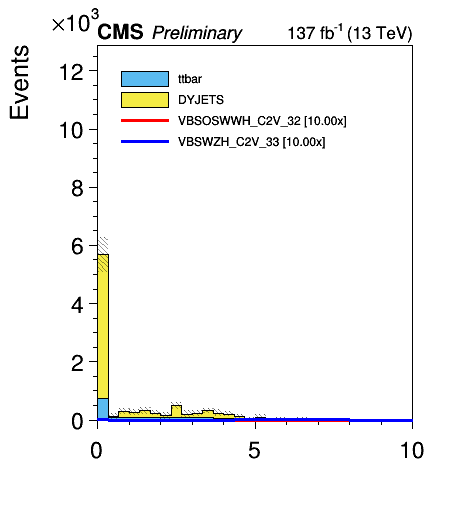 ×10³
CMS Preliminary 137 fb⁻¹ (13 TeV)
Events
12
10
8
6
4
2
0
ttbar
DYJETS
VBSOSWWH_C2V_32 [10.00x]
VBSWZH_C2V_33 [10.00x]
0 5 10